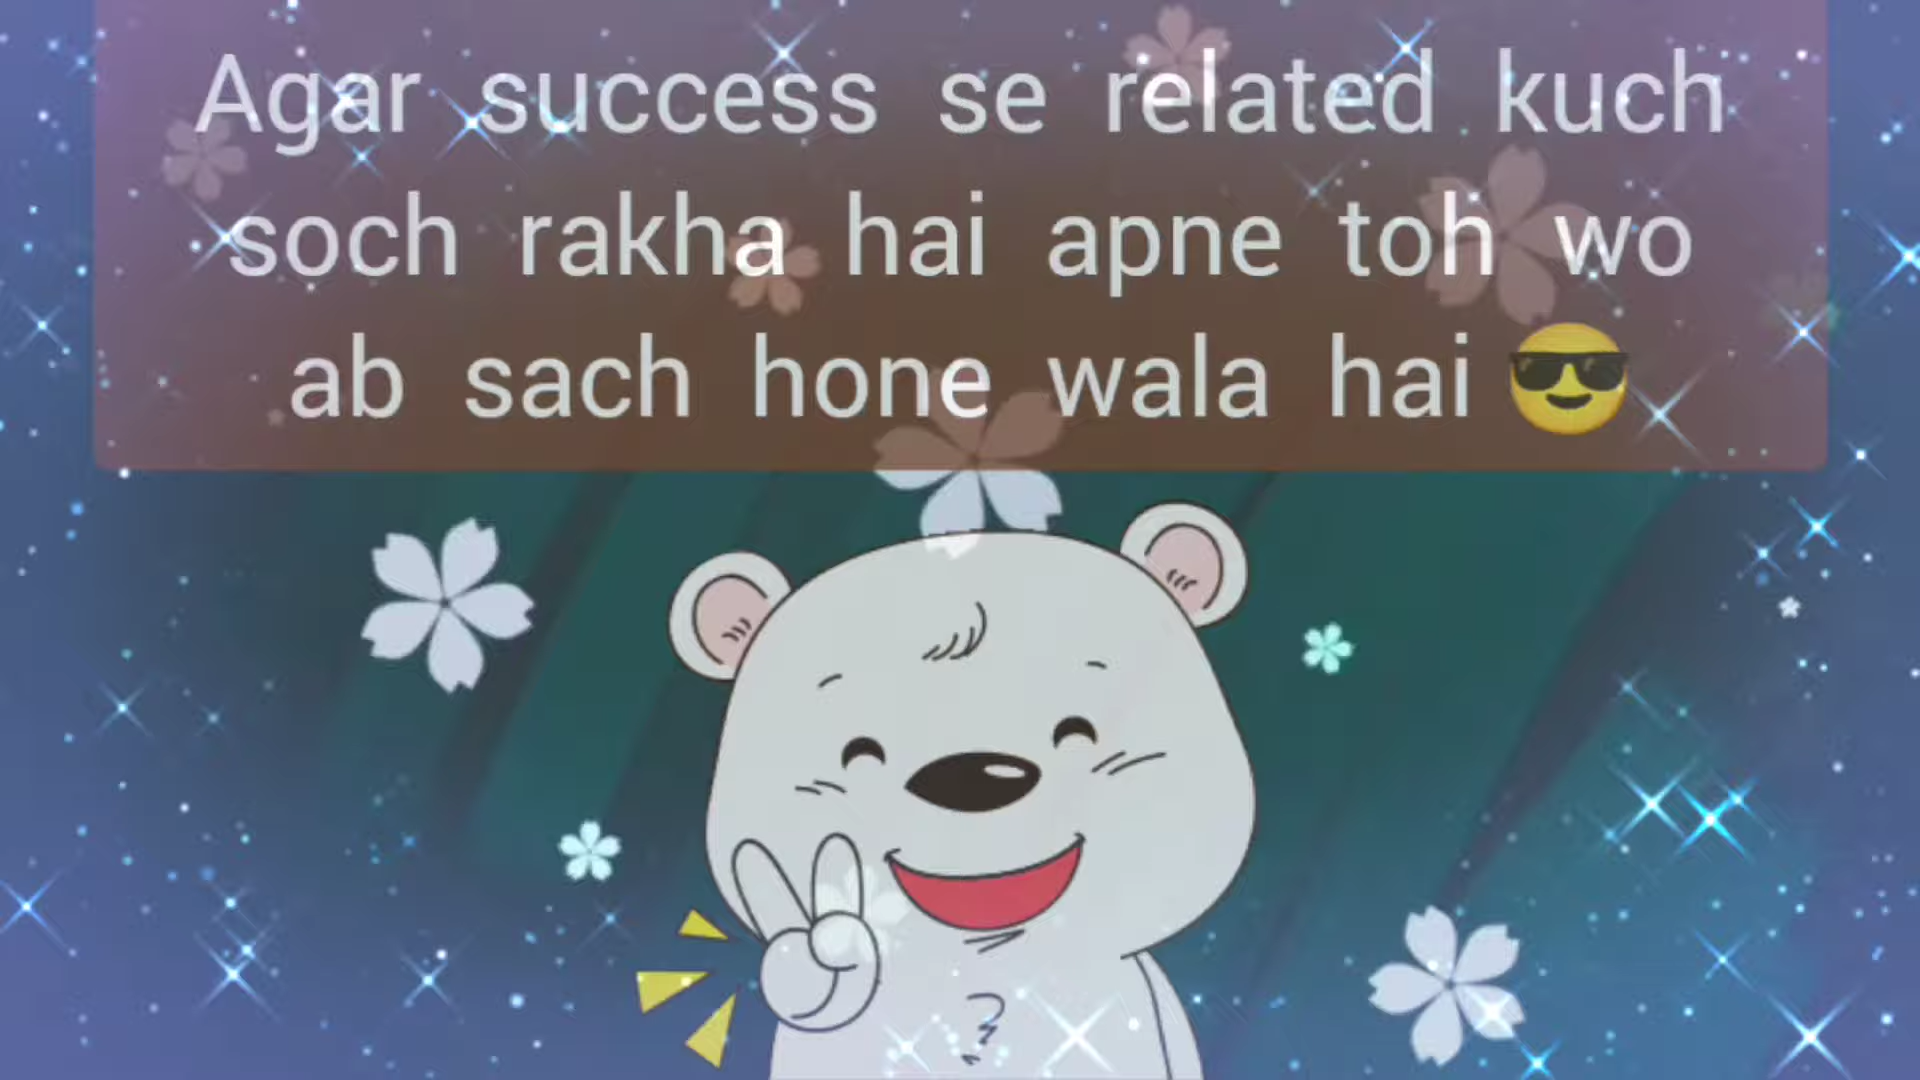 Agar success se related kuch
soch rakha hai apne toh wo
ab sach hone wala hai 😎